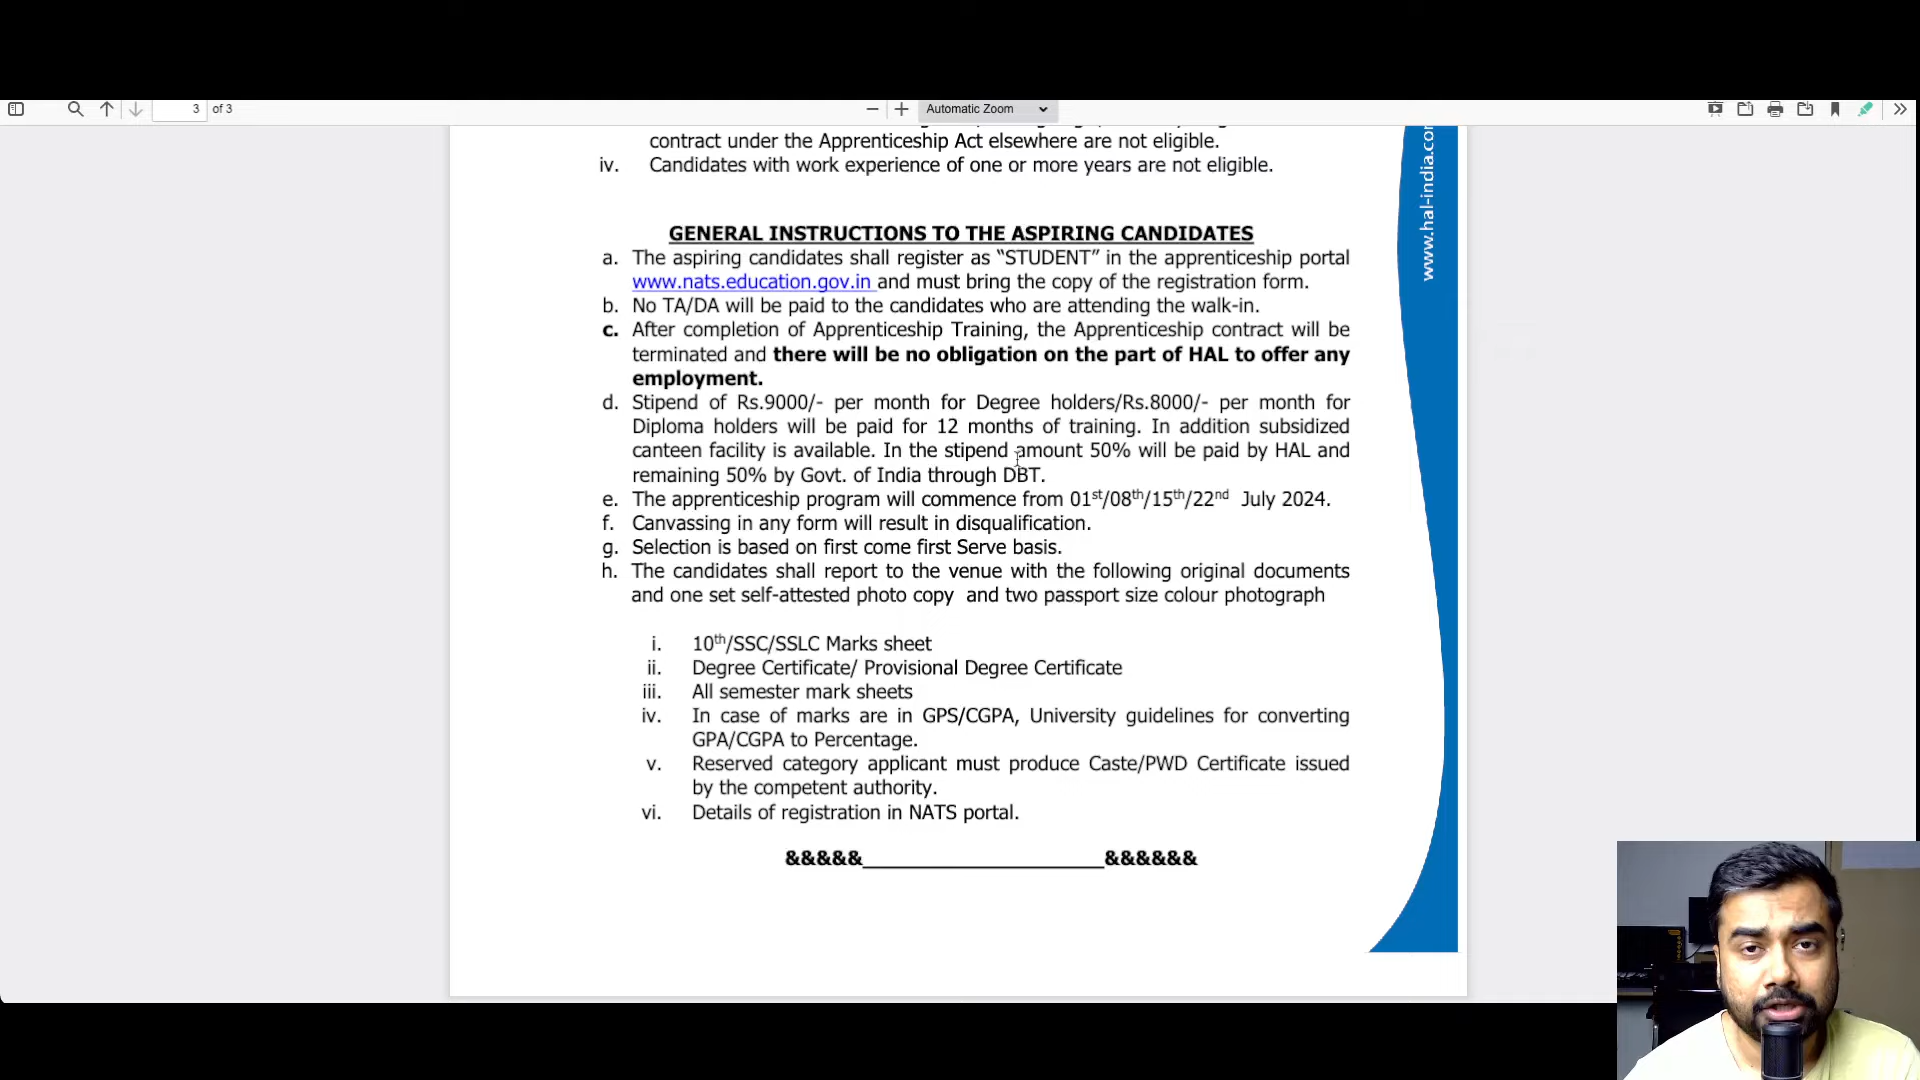 3 of 3
Automatic Zoom
contract under the Apprenticeship Act elsewhere are not eligible.
iv. Candidates with work experience of one or more years are not eligible.
www.hal-india.co
GENERAL INSTRUCTIONS TO THE ASPIRING CANDIDATES
a. The aspiring candidates shall register as “STUDENT” in the apprenticeship portal
www.nats.education.gov.in and must bring the copy of the registration form.
b. No TA/DA will be paid to the candidates who are attending the walk-in.
c. After completion of Apprenticeship Training, the Apprenticeship contract will be
terminated and there will be no obligation on the part of HAL to offer any
employment.
d. Stipend of Rs.9000/- per month for Degree holders/Rs.8000/- per month for
Diploma holders will be paid for 12 months of training. In addition subsidized
canteen facility is available. In the stipend amount 50% will be paid by HAL and
remaining 50% by Govt. of India through DBT.
e. The apprenticeship program will commence from 01st/08th/15th/22nd July 2024.
f. Canvassing in any form will result in disqualification.
g. Selection is based on first come first Serve basis.
h. The candidates shall report to the venue with the following original documents
and one set self-attested photo copy and two passport size colour photograph
i. 10th/SSC/SSLC Marks sheet
ii. Degree Certificate/ Provisional Degree Certificate
iii. All semester mark sheets
iv. In case of marks are in GPS/CGPA, University guidelines for converting
GPA/CGPA to Percentage.
v. Reserved category applicant must produce Caste/PWD Certificate issued
by the competent authority.
vi. Details of registration in NATS portal.
&&&&&______________________&&&&&&